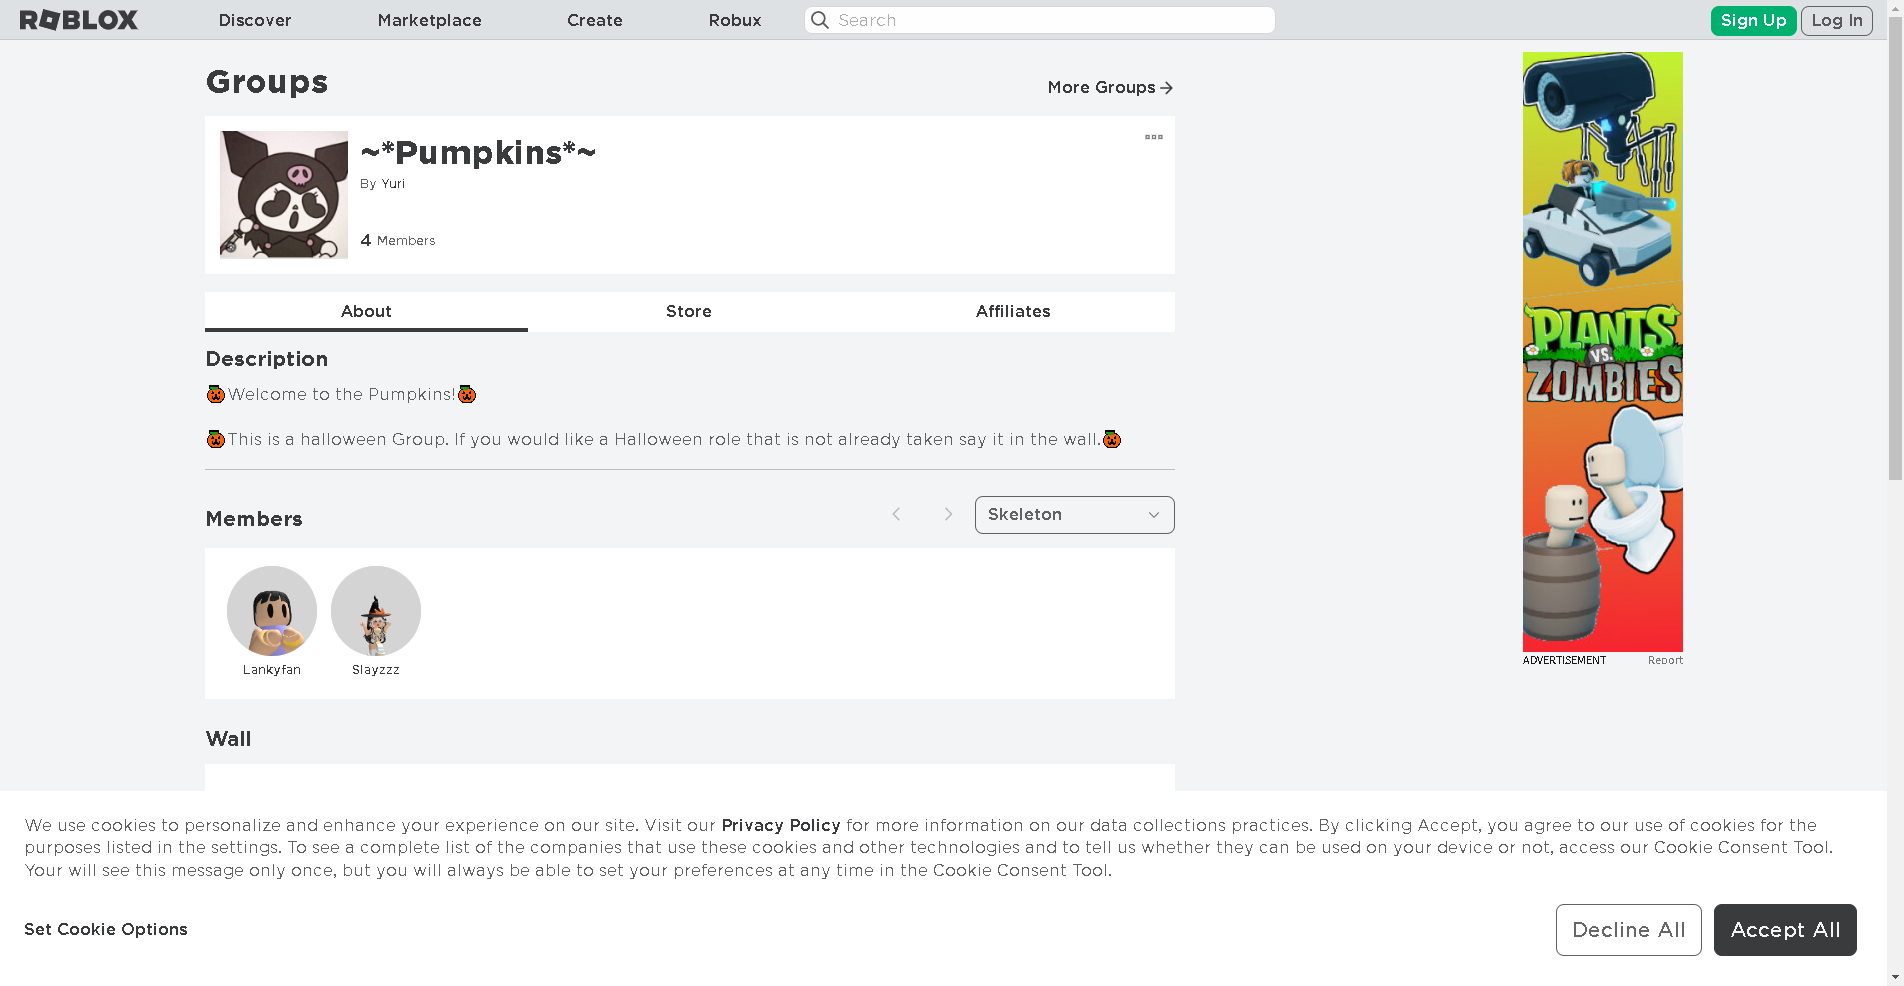 ROBLOX
Discover
Marketplace
Create
Robux
Search
Sign Up
Log In
Groups
More Groups
~*Pumpkins*~
By Yuri
4 Members
About
Store
Affiliates
Description
🎃Welcome to the Pumpkins!🎃
🎃This is a halloween Group. If you would like a Halloween role that is not already taken say it in the wall.🎃
Members
Skeleton
Lankyfan
Slayzzz
Wall
PLANTS
VS.
ZOMBIES
ADVERTISEMENT
Report
We use cookies to personalize and enhance your experience on our site. Visit our Privacy Policy for more information on our data collections practices. By clicking Accept, you agree to our use of cookies for the
purposes listed in the settings. To see a complete list of the companies that use these cookies and other technologies and to tell us whether they can be used on your device or not, access our Cookie Consent Tool.
Your will see this message only once, but you will always be able to set your preferences at any time in the Cookie Consent Tool.
Set Cookie Options
Decline All
Accept All